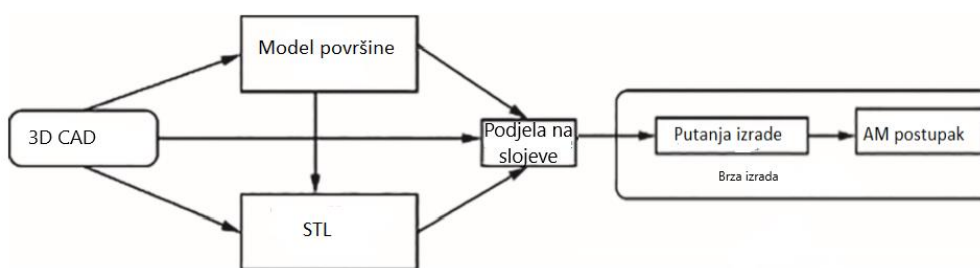 Model površine
3D CAD
Podjela na
slojeve
Putanja izrade
AM postupak
Brza izrada
STL